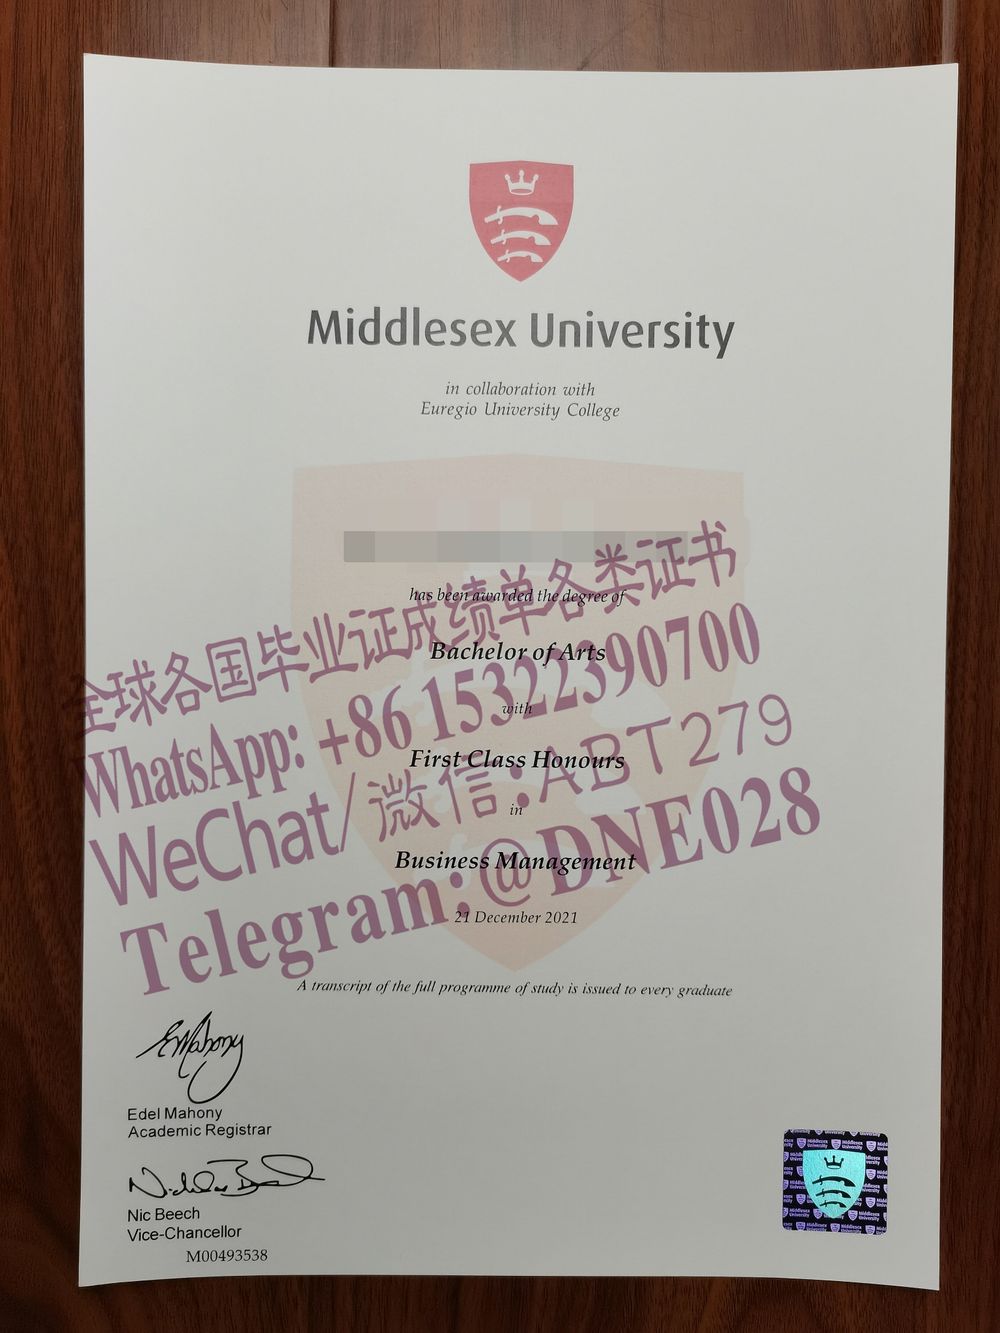 Middlesex University
in collaboration with
Euregio University College
全球各国毕业证成绩单各类证书
has been awarded the degree of
Bachelor of Arts
WhatsApp: +86 15322390700
with
First Class Honours
WeChat/微信:ABT279
in
Business Management
Telegram:@DNE028
21 December 2021
A transcript of the full programme of study is issued to every graduate
EMahony
Edel Mahony
Academic Registrar
Nic Beech
Vice-Chancellor
M00493538
Middlesex
University